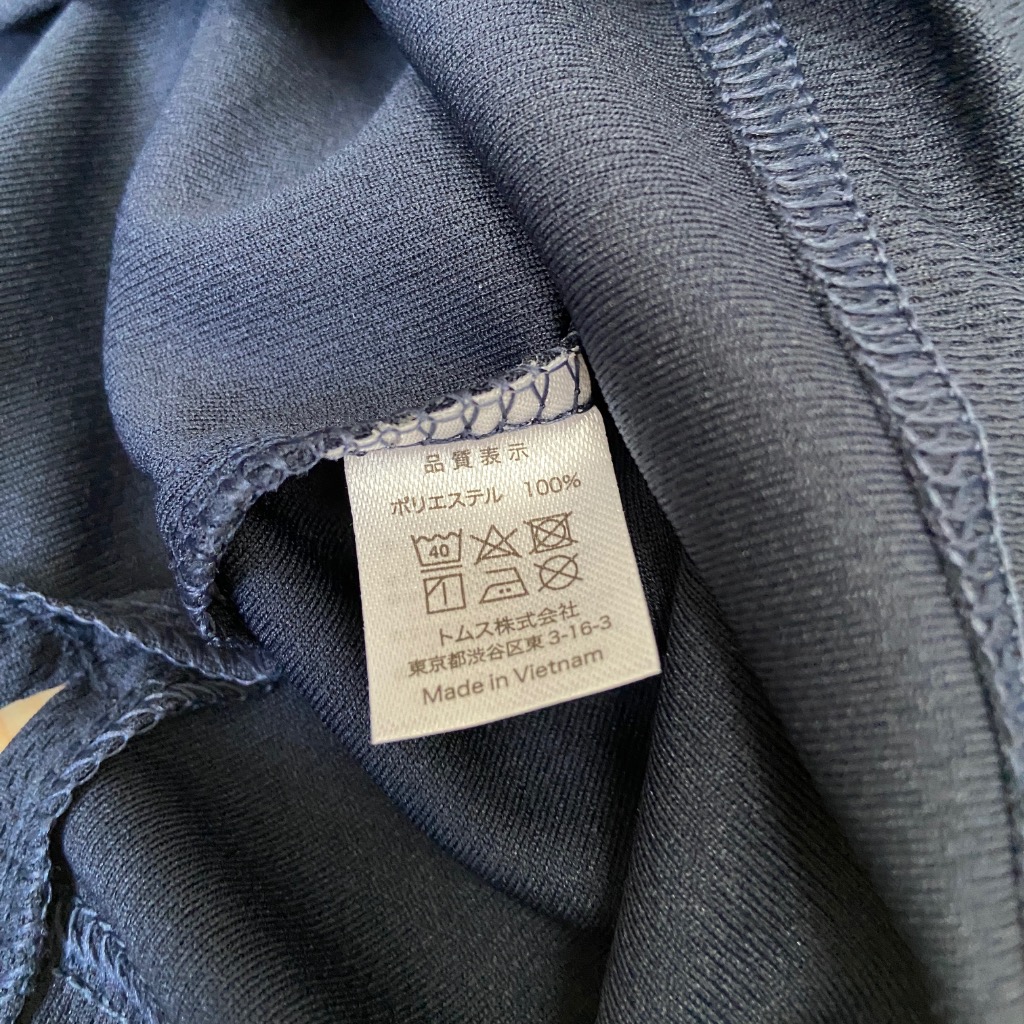 品質表示
ポリエステル 100%
40
トムス株式会社
東京都渋谷区東3-16-3
Made in Vietnam